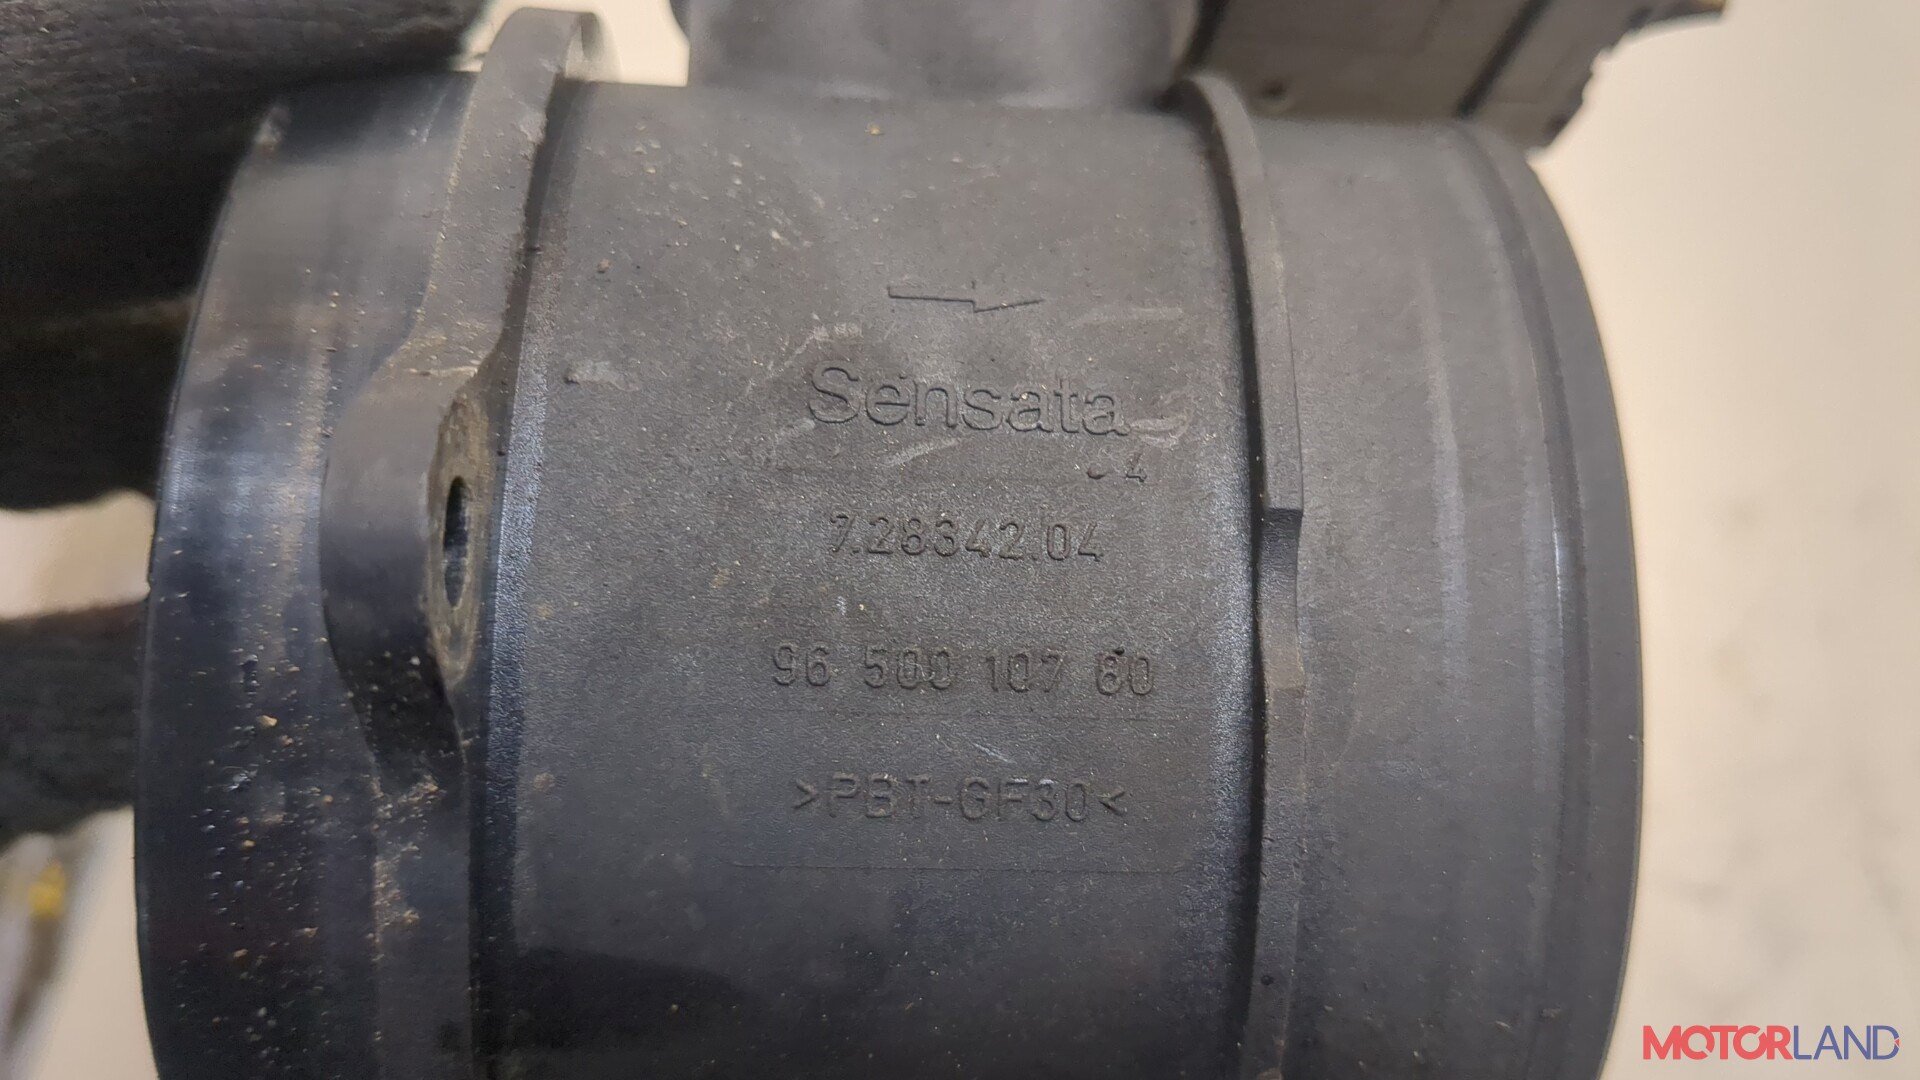 Sensata
04
7.28342.04
96 500 107 80
>PBT-GF30<
MOTORLAND